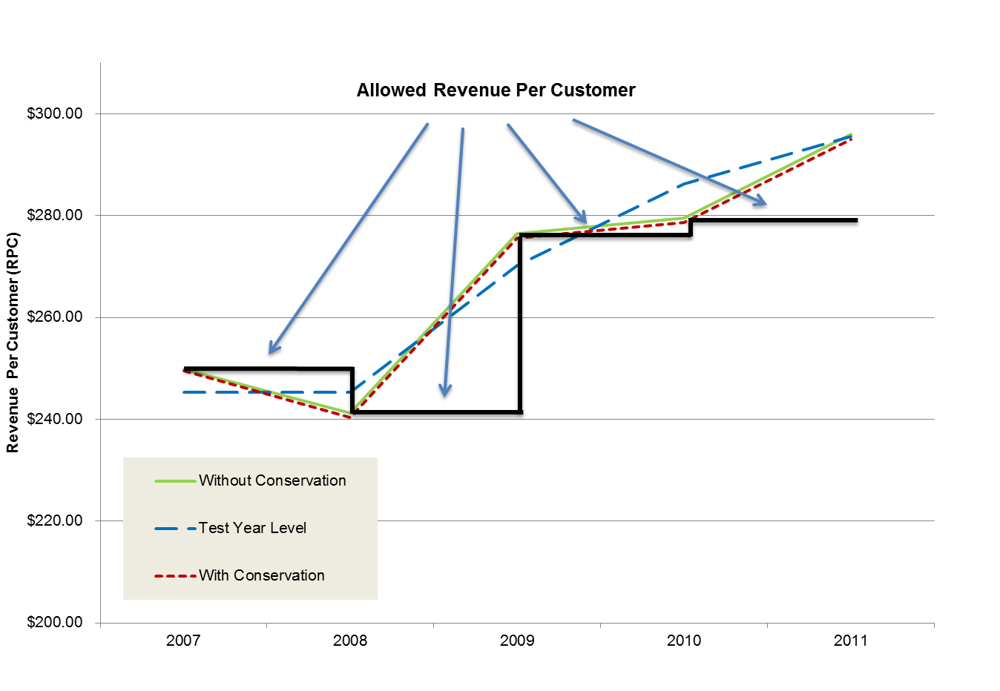 Allowed Revenue Per Customer
$300.00
$280.00
$260.00
$240.00
$220.00
$200.00
Revenue Per Customer (RPC)
Without Conservation
Test Year Level
With Conservation
2007
2008
2009
2010
2011